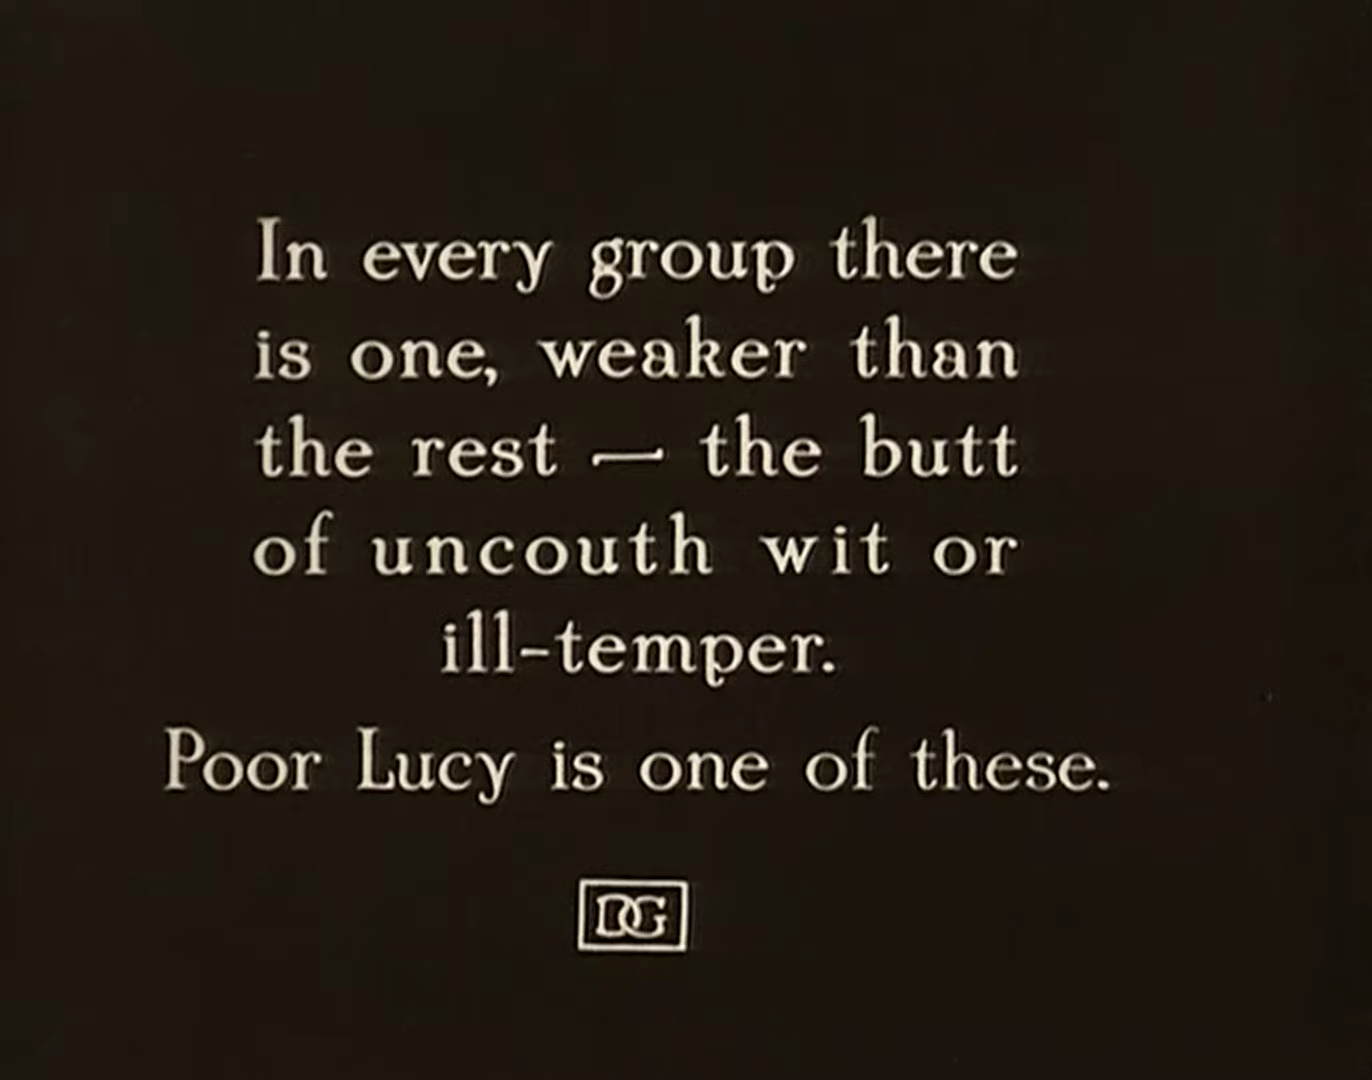 In every group there
is one, weaker than
the rest — the butt
of uncouth wit or
ill-temper.
Poor Lucy is one of these.
DG